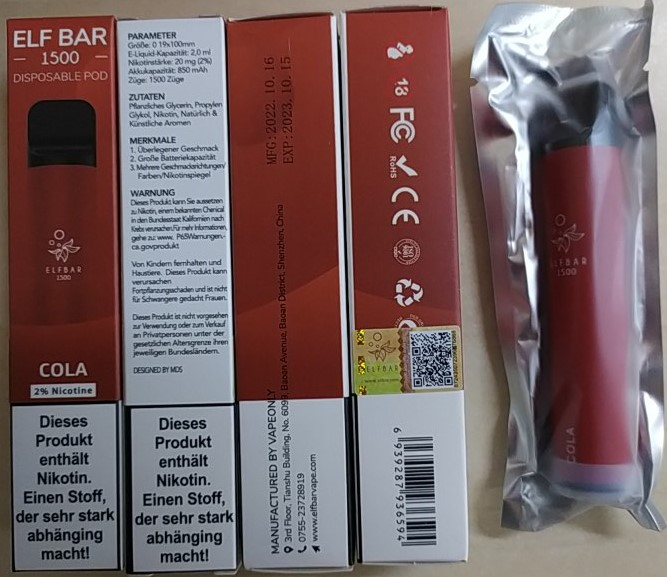 ELF BAR
1500
DISPOSABLE POD
ELFBAR
1500
COLA
2% Nicotine
Dieses
Produkt
enthält
Nikotin.
Einen Stoff,
der sehr stark
abhängig
macht!
PARAMETER
Größe: 0 19x100mm
E-Liquid-Kapazität: 2,0 ml
Nikotinstärke: 20 mg (2%)
Akkukapazität: 850 mAh
Züge: 1500 Züge
ZUTATEN
Pflanzliches Glycerin, Propylen
Glykol, Nikotin, Natürlich &
Künstliche Aromen
MERKMALE
1. Überlegener Geschmack
2. Große Batteriekapazität
3. Mehrere Geschmacksrichtungen/
Farben/Nikotinspiegel
WARNUNG
Dieses Produkt kann Sie aussetzen
zu Nikotin, einem bekannten Chemical
in den Bundesstaat Kalifornien nach
Krebs verursachen. Für mehr Informationen,
gehe zu: www. P65Warnungen.-
ca.govprodukt
Von Kindern fernhalten und
Haustiere. Dieses Produkt kann
verursachen
Fortpflanzungsschaden und ist nicht
für Schwangere gedacht Frauen.
Dieses Produkt ist nicht vorgesehen
zur Verwendung oder zum Verkauf
an Privatpersonen unter der
gesetzlichen Altersgrenze ihren
jeweiligen Bundesländern.
DESIGNED BY MDS
Dieses
Produkt
enthält
Nikotin.
Einen Stoff,
der sehr stark
abhängig
macht!
MFG:2022. 10. 16
EXP:2023. 10. 15
MANUFACTURED BY VAPEONLY
3rd Floor, Tianshu Building, No. 6099, Baoan Avenue, Baoan District, Shenzhen, China
0755-23728919
www.elfbarvape.com
18
FC
RoHS
CE
ELFBAR
6 939287 736594
ELFBAR
1500
COLA